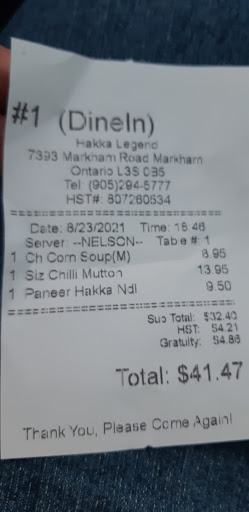 #1 (DineIn)
Hakka Legend
7393 Markham Road Markham
Ontario L3S 0B5
Tel: (905)294-5777
HST#: 807260634
Date: 8/23/2021 Time: 16:46
Server --NELSON-- Table #: 1
1 Ch Corn Soup(M) 8.95
1 Siz Chilli Mutton 13.95
1 Paneer Hakka Ndl 9.50
Sub Total: $32.40
HST: $4.21
Gratuity: $4.86
Total: $41.47
Thank You, Please Come Again!